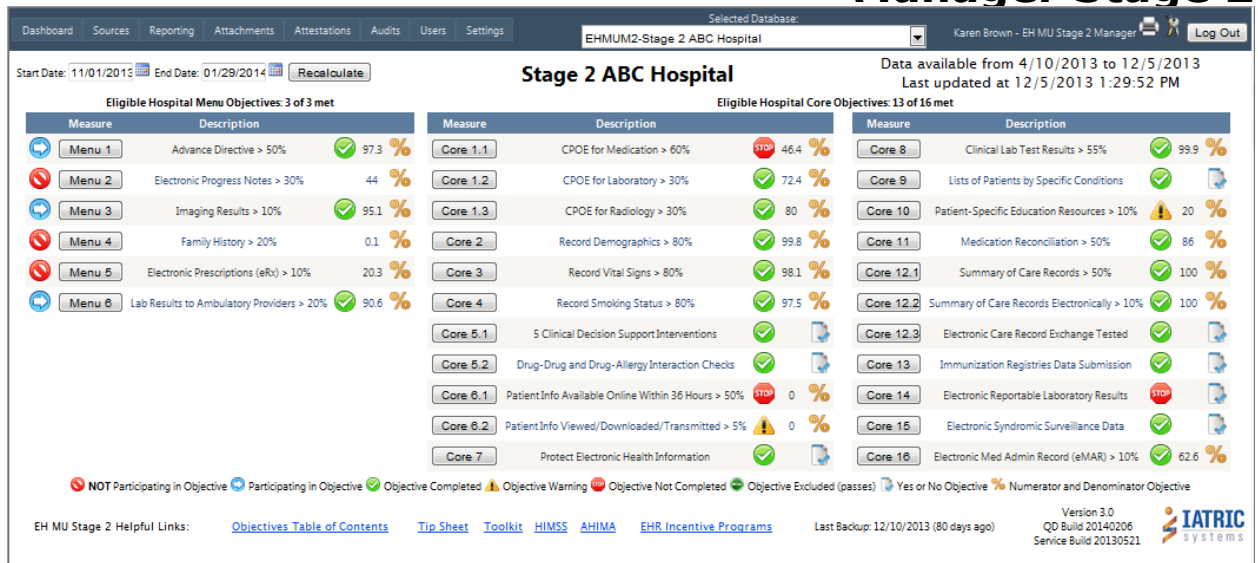 Manager Stage 2
Dashboard Sources Reporting Attachments Attestations Audits Users Settings
Selected Database:
EHMUM2-Stage 2 ABC Hospital
Karen Brown - EH MU Stage 2 Manager
Log Out
Start Date: 11/01/2013 End Date: 01/29/2014 Recalculate
Stage 2 ABC Hospital
Data available from 4/10/2013 to 12/5/2013
Last updated at 12/5/2013 1:29:52 PM
Eligible Hospital Menu Objectives: 3 of 3 met
Measure Description
Menu 1 Advance Directive > 50% 97.3 %
Menu 2 Electronic Progress Notes > 30% 44 %
Menu 3 Imaging Results > 10% 95.1 %
Menu 4 Family History > 20% 0.1 %
Menu 5 Electronic Prescriptions (eRx) > 10% 20.3 %
Menu 6 Lab Results to Ambulatory Providers > 20% 90.6 %
Eligible Hospital Core Objectives: 13 of 16 met
Measure Description
Core 1.1 CPOE for Medication > 60% STOP 46.4 %
Core 1.2 CPOE for Laboratory > 30% 72.4 %
Core 1.3 CPOE for Radiology > 30% 80 %
Core 2 Record Demographics > 80% 99.8 %
Core 3 Record Vital Signs > 80% 98.1 %
Core 4 Record Smoking Status > 80% 97.5 %
Core 5.1 5 Clinical Decision Support Interventions
Core 5.2 Drug-Drug and Drug-Allergy Interaction Checks
Core 6.1 Patient Info Available Online Within 36 Hours > 50% STOP 0 %
Core 6.2 Patient Info Viewed/Downloaded/Transmitted > 5% 0 %
Core 7 Protect Electronic Health Information
Measure Description
Core 8 Clinical Lab Test Results > 55% 99.9 %
Core 9 Lists of Patients by Specific Conditions
Core 10 Patient-Specific Education Resources > 10% 20 %
Core 11 Medication Reconciliation > 50% 86 %
Core 12.1 Summary of Care Records > 50% 100 %
Core 12.2 Summary of Care Records Electronically > 10% 100 %
Core 12.3 Electronic Care Record Exchange Tested
Core 13 Immunization Registries Data Submission
Core 14 Electronic Reportable Laboratory Results STOP
Core 15 Electronic Syndromic Surveillance Data
Core 16 Electronic Med Admin Record (eMAR) > 10% 62.6 %
NOT Participating in Objective Participating in Objective Objective Completed Objective Warning Objective Not Completed Objective Excluded (passes) Yes or No Objective % Numerator and Denominator Objective
EH MU Stage 2 Helpful Links: Objectives Table of Contents Tip Sheet Toolkit HIMSS AHIMA EHR Incentive Programs Last Backup: 12/10/2013 (80 days ago)
Version 3.0
QD Build 20140206
Service Build 20130521
IATRIC
systems